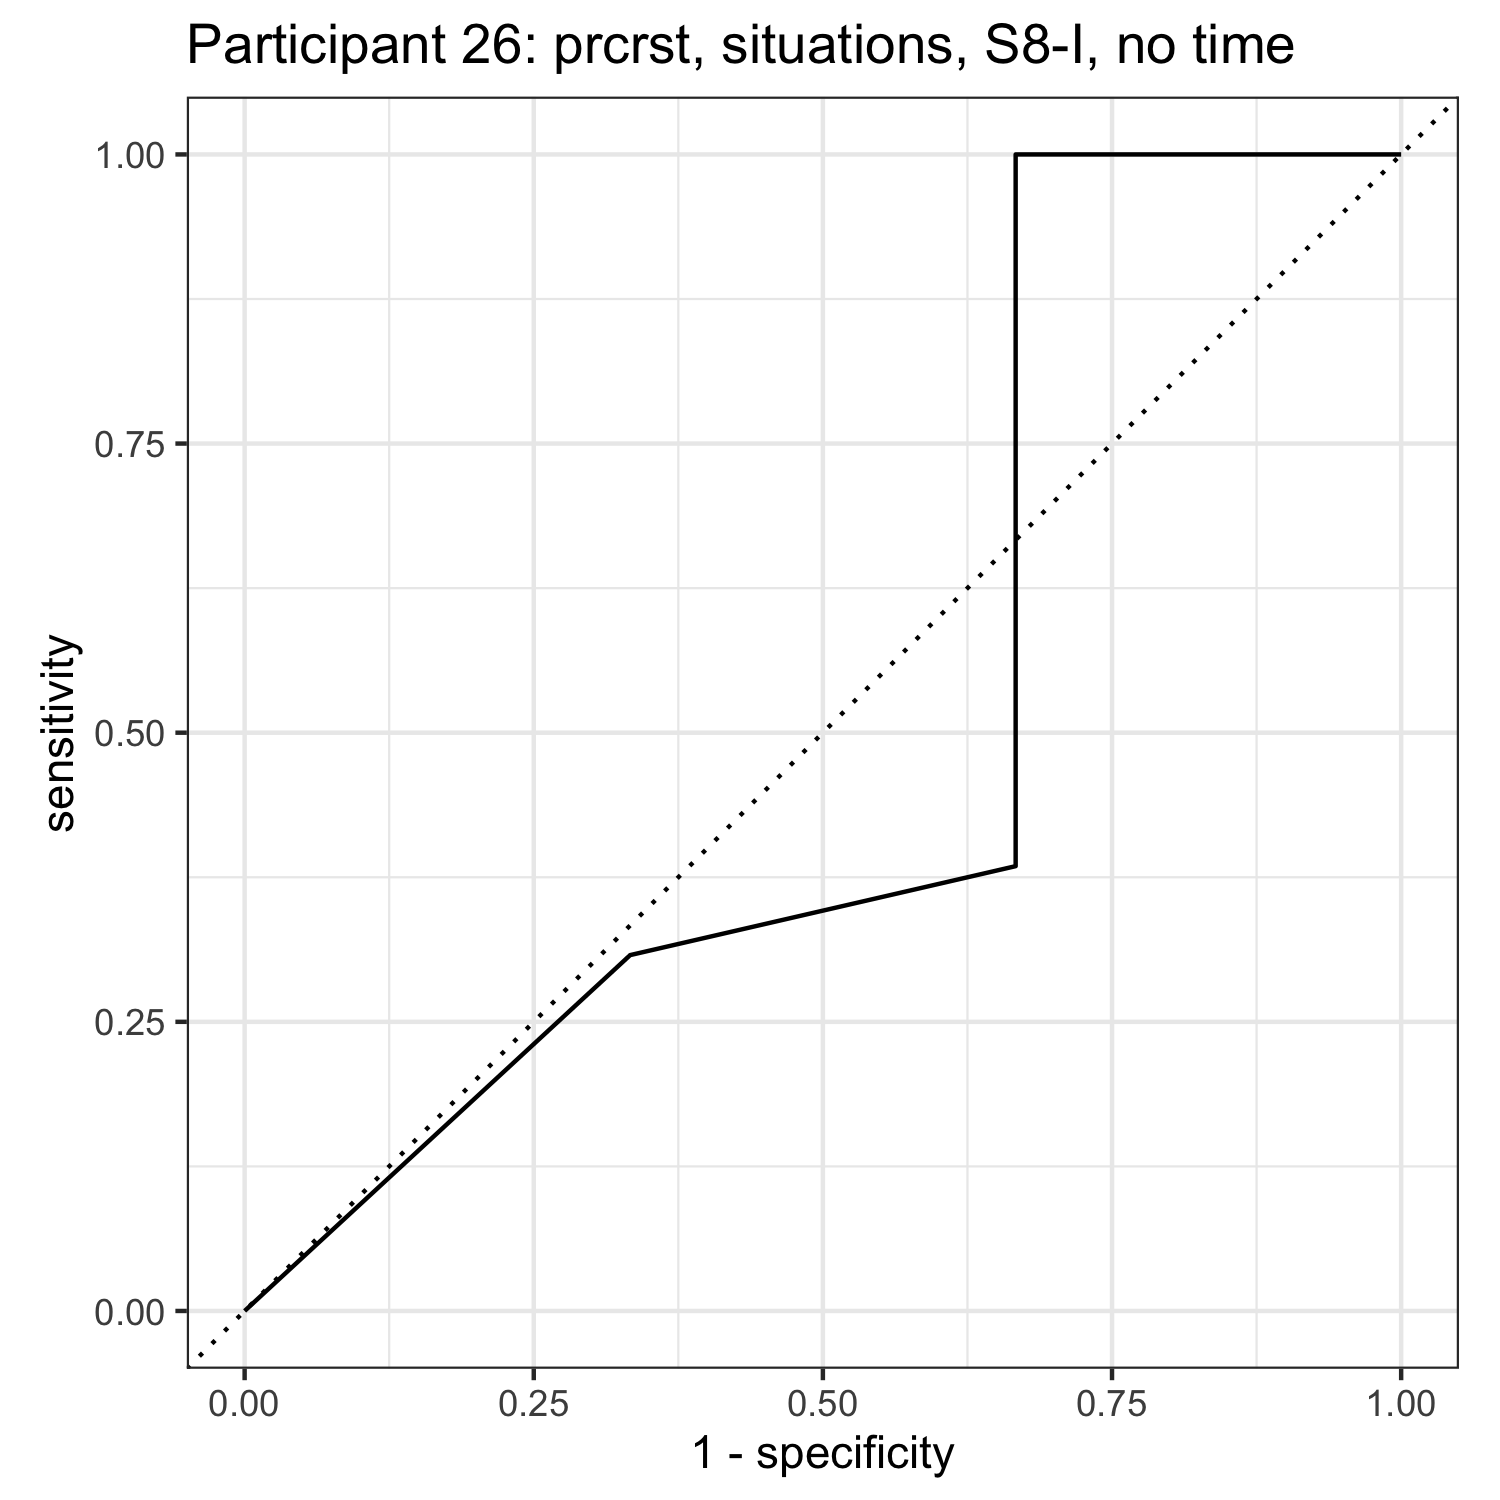 Participant 26: prcrst, situations, S8-I, no time
1.00
0.75
0.50
0.25
0.00
sensitivity
0.00 0.25 0.50 0.75 1.00
1 - specificity